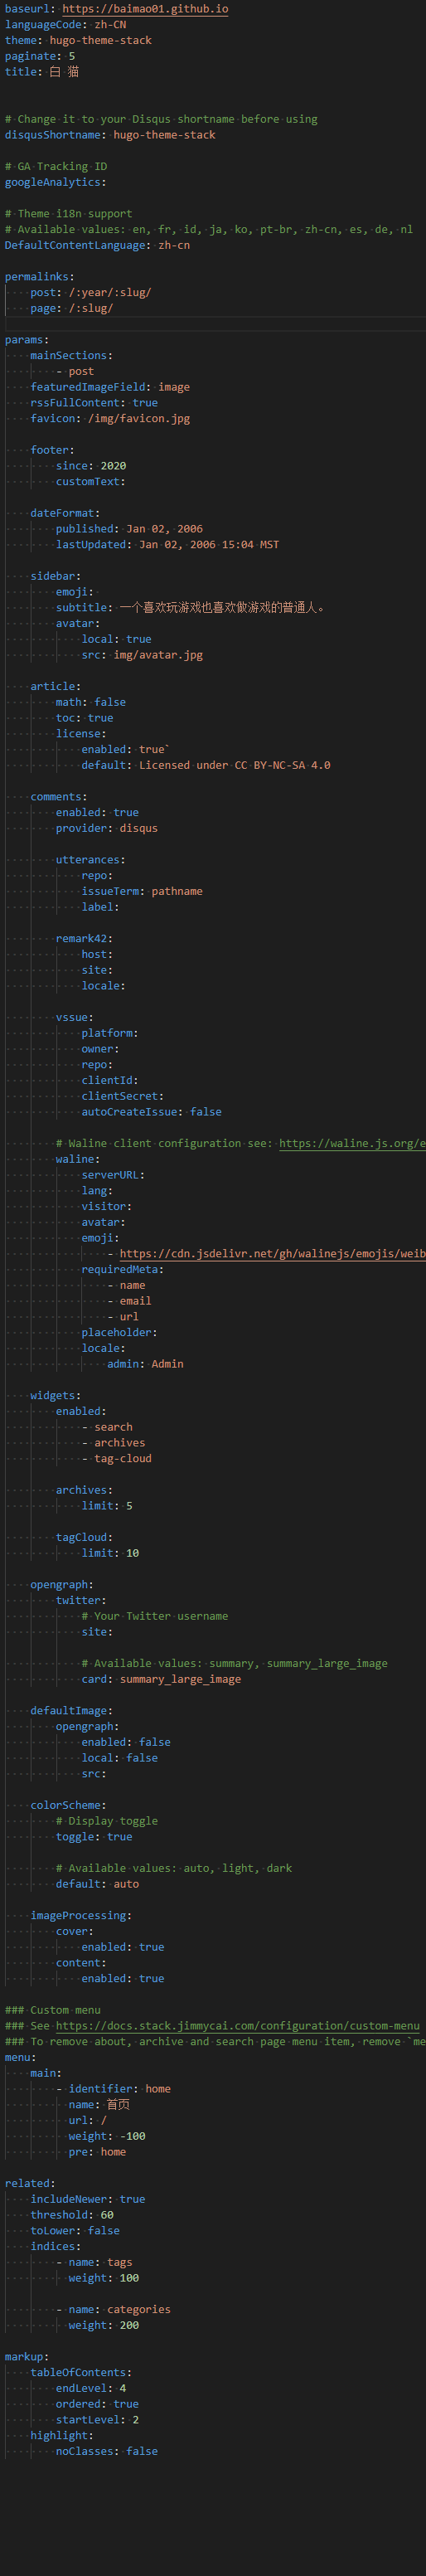 baseurl: https://baimao01.github.io
languageCode: zh-CN
theme: hugo-theme-stack
paginate: 5
title: 白 猫
# Change it to your Disqus shortname before using
disqusShortname: hugo-theme-stack
# GA Tracking ID
googleAnalytics:
# Theme i18n support
# Available values: en, fr, id, ja, ko, pt-br, zh-cn, es, de, nl
DefaultContentLanguage: zh-cn
permalinks:
    post: /:year/:slug/
    page: /:slug/
params:
    mainSections:
        - post
    featuredImageField: image
    rssFullContent: true
    favicon: /img/favicon.jpg
    footer:
        since: 2020
        customText:
    dateFormat:
        published: Jan 02, 2006
        lastUpdated: Jan 02, 2006 15:04 MST
    sidebar:
        emoji:
        subtitle: 一个喜欢玩游戏也喜欢做游戏的普通人。
        avatar:
            local: true
            src: img/avatar.jpg
    article:
        math: false
        toc: true
        license:
            enabled: true`
            default: Licensed under CC BY-NC-SA 4.0
    comments:
        enabled: true
        provider: disqus
        utterances:
            repo:
            issueTerm: pathname
            label:
        remark42:
            host:
            site:
            locale:
        vssue:
            platform:
            owner:
            repo:
            clientId:
            clientSecret:
            autoCreateIssue: false
        # Waline client configuration see: https://waline.js.org/e
        waline:
            serverURL:
            lang:
            visitor:
            avatar:
            emoji:
                - https://cdn.jsdelivr.net/gh/walinejs/emojis/weib
            requiredMeta:
                - name
                - email
                - url
            placeholder:
            locale:
                admin: Admin
    widgets:
        enabled:
            - search
            - archives
            - tag-cloud
        archives:
            limit: 5
        tagCloud:
            limit: 10
    opengraph:
        twitter:
            # Your Twitter username
            site:
            # Available values: summary, summary_large_image
            card: summary_large_image
    defaultImage:
        opengraph:
            enabled: false
            local: false
            src:
    colorScheme:
        # Display toggle
        toggle: true
        # Available values: auto, light, dark
        default: auto
    imageProcessing:
        cover:
            enabled: true
        content:
            enabled: true
### Custom menu
### See https://docs.stack.jimmycai.com/configuration/custom-menu
### To remove about, archive and search page menu item, remove `me
menu:
    main:
        - identifier: home
          name: 首页
          url: /
          weight: -100
          pre: home
related:
    includeNewer: true
    threshold: 60
    toLower: false
    indices:
        - name: tags
          weight: 100
        - name: categories
          weight: 200
markup:
    tableOfContents:
        endLevel: 4
        ordered: true
        startLevel: 2
    highlight:
        noClasses: false